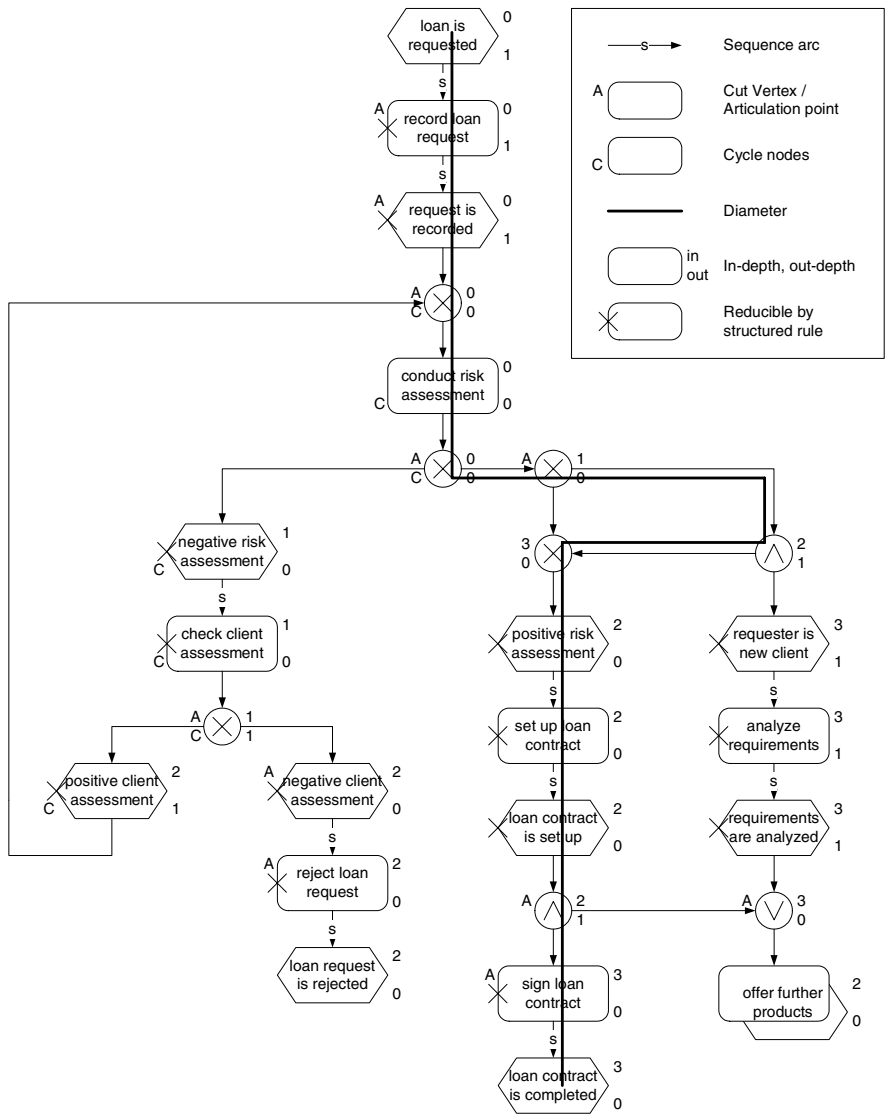 loan is
requested
0
1
s
A
record loan
request
0
1
s
A
request is
recorded
0
1
A
C
0
0
conduct risk
assessment
C
0
0
A
C
0
0
A
1
0
negative risk
assessment
C
1
0
s
check client
assessment
C
1
0
A
C
1
1
positive client
assessment
C
2
1
A
negative client
assessment
2
0
s
A
reject loan
request
2
0
s
loan request
is rejected
2
0
3
0
2
1
positive risk
assessment
2
0
s
set up loan
contract
2
0
s
loan contract
is set up
2
0
A
2
1
A
sign loan
contract
3
0
s
loan contract
is completed
3
0
requester is
new client
3
1
s
analyze
requirements
3
1
s
requirements
are analyzed
3
1
A
3
0
offer further
products
2
0
s
Sequence arc
A
Cut Vertex /
Articulation point
C
Cycle nodes
Diameter
in
out
In-depth, out-depth
Reducible by
structured rule